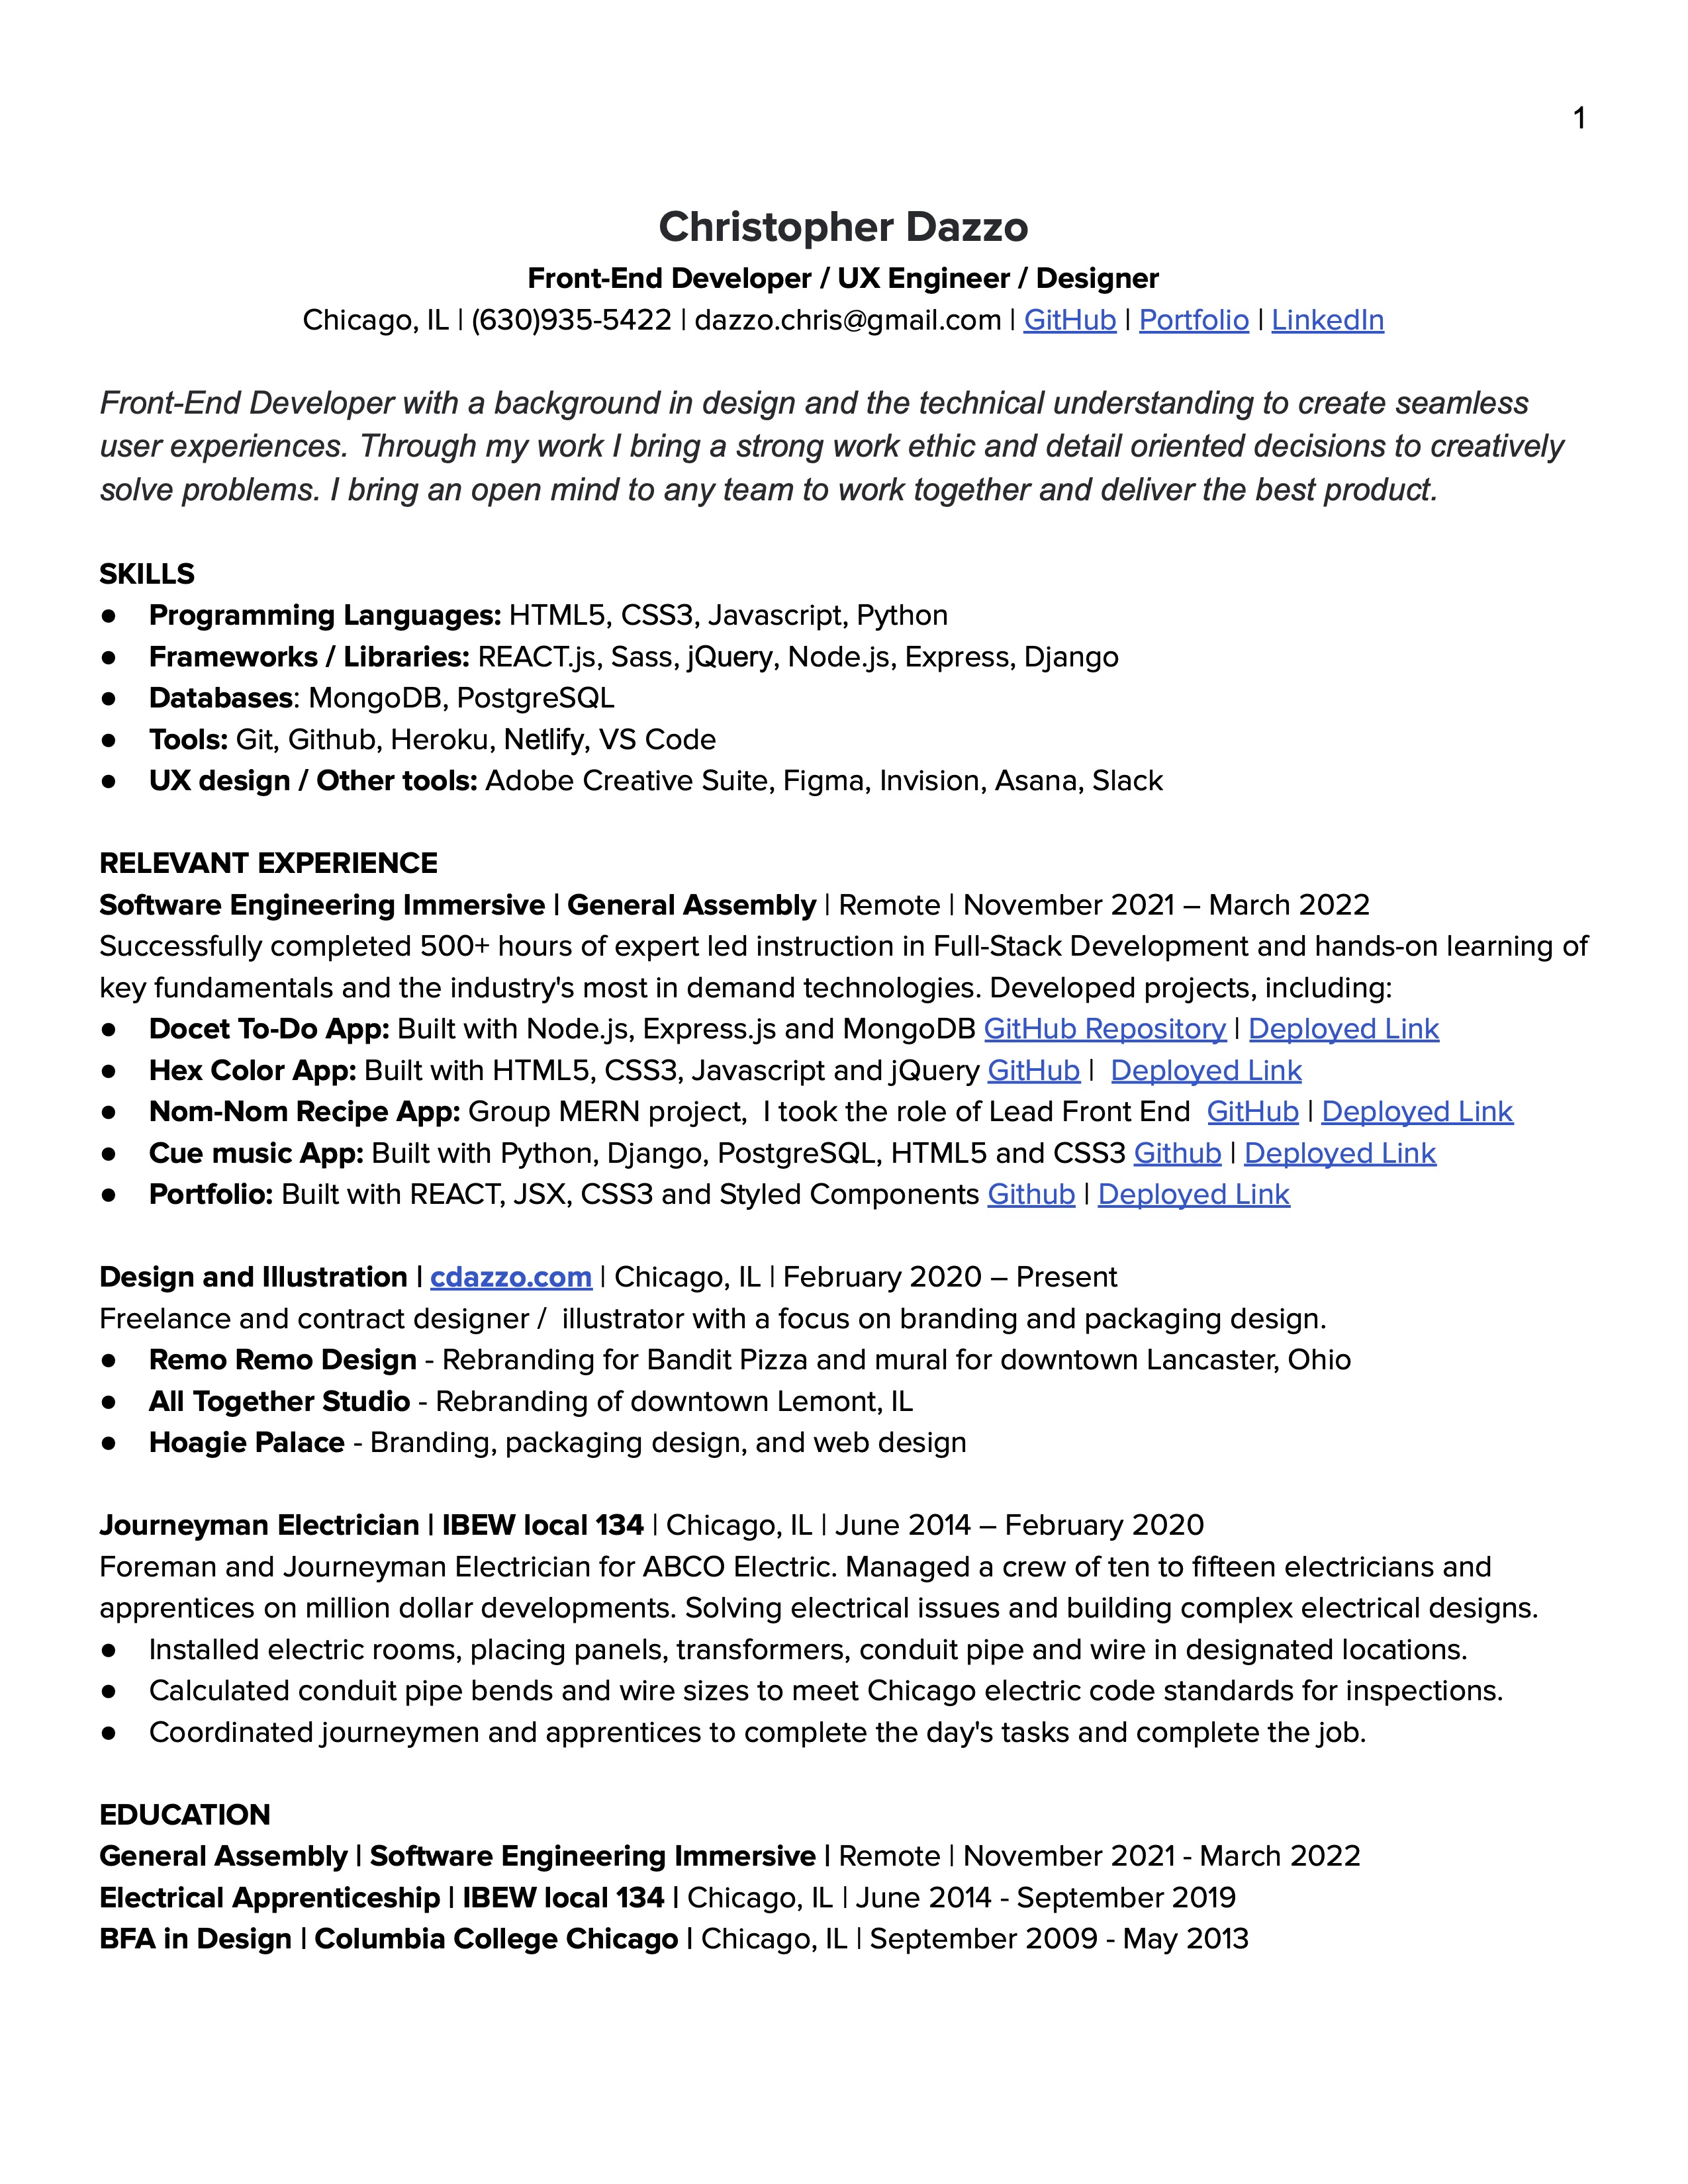 1
Christopher Dazzo
Front-End Developer / UX Engineer / Designer
Chicago, IL | (630)935-5422 | dazzo.chris@gmail.com | GitHub | Portfolio | LinkedIn
Front-End Developer with a background in design and the technical understanding to create seamless
user experiences. Through my work I bring a strong work ethic and detail oriented decisions to creatively
solve problems. I bring an open mind to any team to work together and deliver the best product.
SKILLS
● Programming Languages: HTML5, CSS3, Javascript, Python
● Frameworks / Libraries: REACT.js, Sass, jQuery, Node.js, Express, Django
● Databases: MongoDB, PostgreSQL
● Tools: Git, Github, Heroku, Netlify, VS Code
● UX design / Other tools: Adobe Creative Suite, Figma, Invision, Asana, Slack
RELEVANT EXPERIENCE
Software Engineering Immersive | General Assembly | Remote | November 2021 – March 2022
Successfully completed 500+ hours of expert led instruction in Full-Stack Development and hands-on learning of
key fundamentals and the industry's most in demand technologies. Developed projects, including:
● Docet To-Do App: Built with Node.js, Express.js and MongoDB GitHub Repository | Deployed Link
● Hex Color App: Built with HTML5, CSS3, Javascript and jQuery GitHub | Deployed Link
● Nom-Nom Recipe App: Group MERN project, I took the role of Lead Front End GitHub | Deployed Link
● Cue music App: Built with Python, Django, PostgreSQL, HTML5 and CSS3 Github | Deployed Link
● Portfolio: Built with REACT, JSX, CSS3 and Styled Components Github | Deployed Link
Design and Illustration | cdazzo.com | Chicago, IL | February 2020 – Present
Freelance and contract designer / illustrator with a focus on branding and packaging design.
● Remo Remo Design - Rebranding for Bandit Pizza and mural for downtown Lancaster, Ohio
● All Together Studio - Rebranding of downtown Lemont, IL
● Hoagie Palace - Branding, packaging design, and web design
Journeyman Electrician | IBEW local 134 | Chicago, IL | June 2014 – February 2020
Foreman and Journeyman Electrician for ABCO Electric. Managed a crew of ten to fifteen electricians and
apprentices on million dollar developments. Solving electrical issues and building complex electrical designs.
● Installed electric rooms, placing panels, transformers, conduit pipe and wire in designated locations.
● Calculated conduit pipe bends and wire sizes to meet Chicago electric code standards for inspections.
● Coordinated journeymen and apprentices to complete the day's tasks and complete the job.
EDUCATION
General Assembly | Software Engineering Immersive | Remote | November 2021 - March 2022
Electrical Apprenticeship | IBEW local 134 | Chicago, IL | June 2014 - September 2019
BFA in Design | Columbia College Chicago | Chicago, IL | September 2009 - May 2013